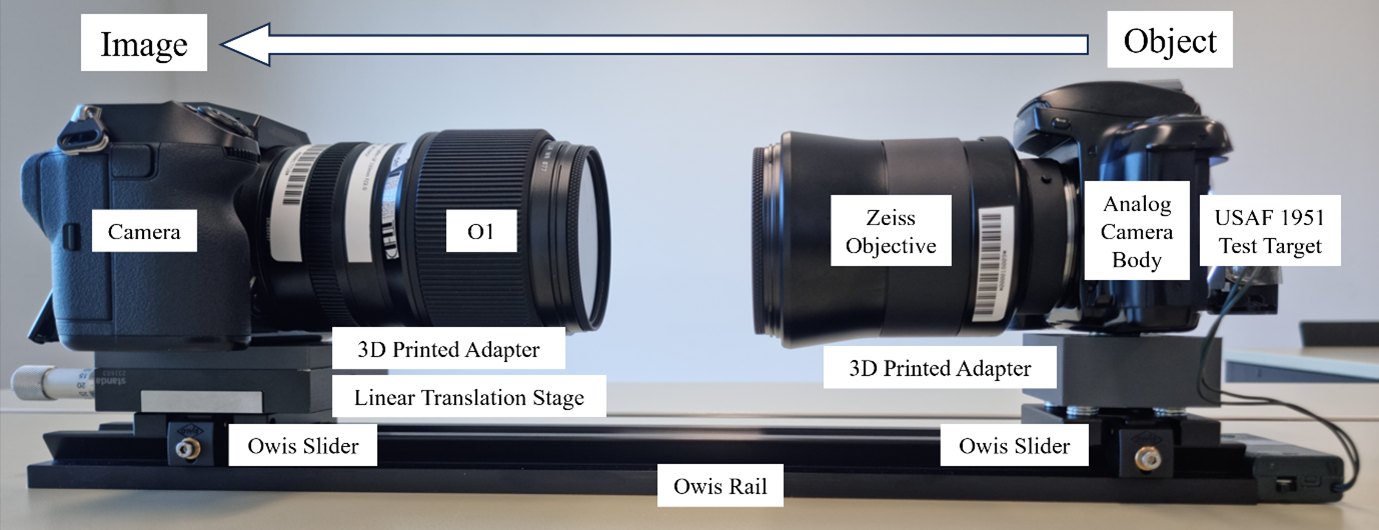 Image
Object
Camera
O1
Zeiss
Objective
Analog
Camera
Body
USAF 1951
Test Target
3D Printed Adapter
3D Printed Adapter
Linear Translation Stage
Owis Slider
Owis Slider
Owis Rail
standa